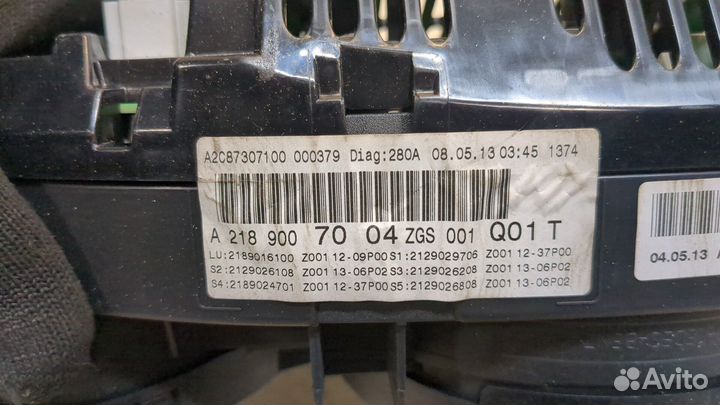 A2C87307100 000379 Diag:280A 08.05.13 03:45 1374
A 218 900 70 04 ZGS 001 Q01 T
LU:2189016100 Z001 12-09P00 S1:2129029706 Z001 12-37P00
S2:2129026108 Z001 13-06P02 S3:2129026208 Z001 13-06P02
S4:2189024701 Z001 12-37P00 S5:2129026808 Z001 13-06P02
04.05.13
Avito